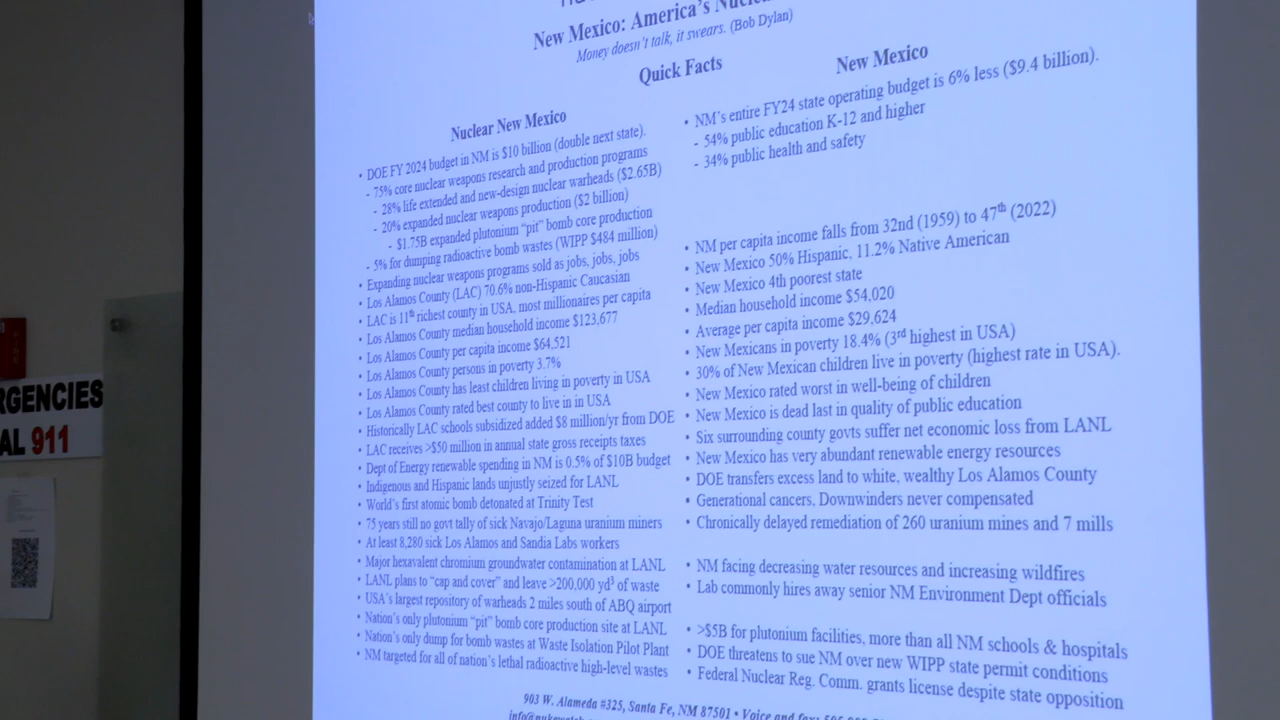 New Mexico: America's
Money doesn't talk, it swears. (Bob Dylan)
Quick Facts
Nuclear New Mexico
• DOE FY 2024 budget in NM is $10 billion (double next state).
- 75% core nuclear weapons research and production programs
- 28% life extended and new-design nuclear warheads ($2.65B)
- 20% expanded nuclear weapons production ($2 billion)
- $1.75B expanded plutonium "pit" bomb core production
- 5% for dumping radioactive bomb wastes (WIPP $484 million)
• Expanding nuclear weapons programs sold as jobs, jobs, jobs
• Los Alamos County (LAC) 70.6% non-Hispanic Caucasian
• LAC is 11th richest county in USA, most millionaires per capita
• Los Alamos County median household income $123,677
• Los Alamos County per capita income $64,521
• Los Alamos County persons in poverty 3.7%
• Los Alamos County has least children living in poverty in USA
• Los Alamos County rated best county to live in in USA
• Historically LAC schools subsidized added $8 million/yr from DOE
• LAC receives >$50 million in annual state gross receipts taxes
• Dept of Energy renewable spending in NM is 0.5% of $10B budget
• Indigenous and Hispanic lands unjustly seized for LANL
• World's first atomic bomb detonated at Trinity Test
• 75 years still no govt tally of sick Navajo/Laguna uranium miners
• At least 8,280 sick Los Alamos and Sandia Labs workers
• Major hexavalent chromium groundwater contamination at LANL
• LANL plans to "cap and cover" and leave >200,000 yd³ of waste
• USA's largest repository of warheads 2 miles south of ABQ airport
• Nation's only plutonium "pit" bomb core production site at LANL
• Nation's only dump for bomb wastes at Waste Isolation Pilot Plant
• NM targeted for all of nation's lethal radioactive high-level wastes
New Mexico
• NM's entire FY24 state operating budget is 6% less ($9.4 billion).
- 54% public education K-12 and higher
- 34% public health and safety
• NM per capita income falls from 32nd (1959) to 47th (2022)
• New Mexico 50% Hispanic, 11.2% Native American
• New Mexico 4th poorest state
• Median household income $54,020
• Average per capita income $29,624
• New Mexicans in poverty 18.4% (3rd highest in USA)
• 30% of New Mexican children live in poverty (highest rate in USA).
• New Mexico rated worst in well-being of children
• New Mexico is dead last in quality of public education
• Six surrounding county govts suffer net economic loss from LANL
• New Mexico has very abundant renewable energy resources
• DOE transfers excess land to white, wealthy Los Alamos County
• Generational cancers, Downwinders never compensated
• Chronically delayed remediation of 260 uranium mines and 7 mills
• NM facing decreasing water resources and increasing wildfires
• Lab commonly hires away senior NM Environment Dept officials
• >$5B for plutonium facilities, more than all NM schools & hospitals
• DOE threatens to sue NM over new WIPP state permit conditions
• Federal Nuclear Reg. Comm. grants license despite state opposition
903 W. Alameda #325, Santa Fe, NM 87501 • Voice and fax:
RGENCIES
AL 911